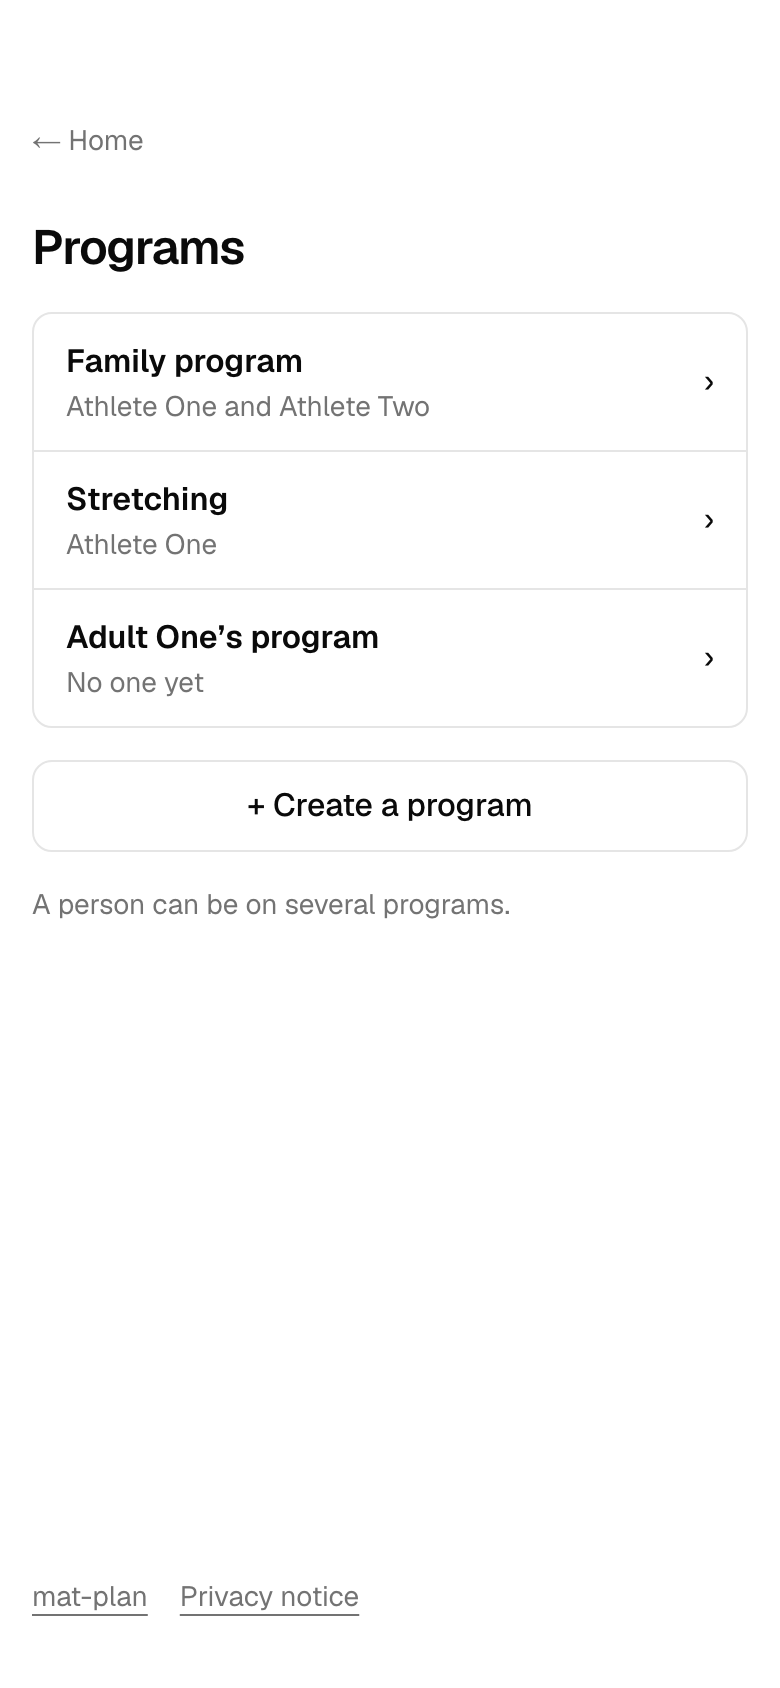 ← Home
Programs
Family program
Athlete One and Athlete Two
›
Stretching
Athlete One
›
Adult One’s program
No one yet
›
+ Create a program
A person can be on several programs.
mat-plan Privacy notice